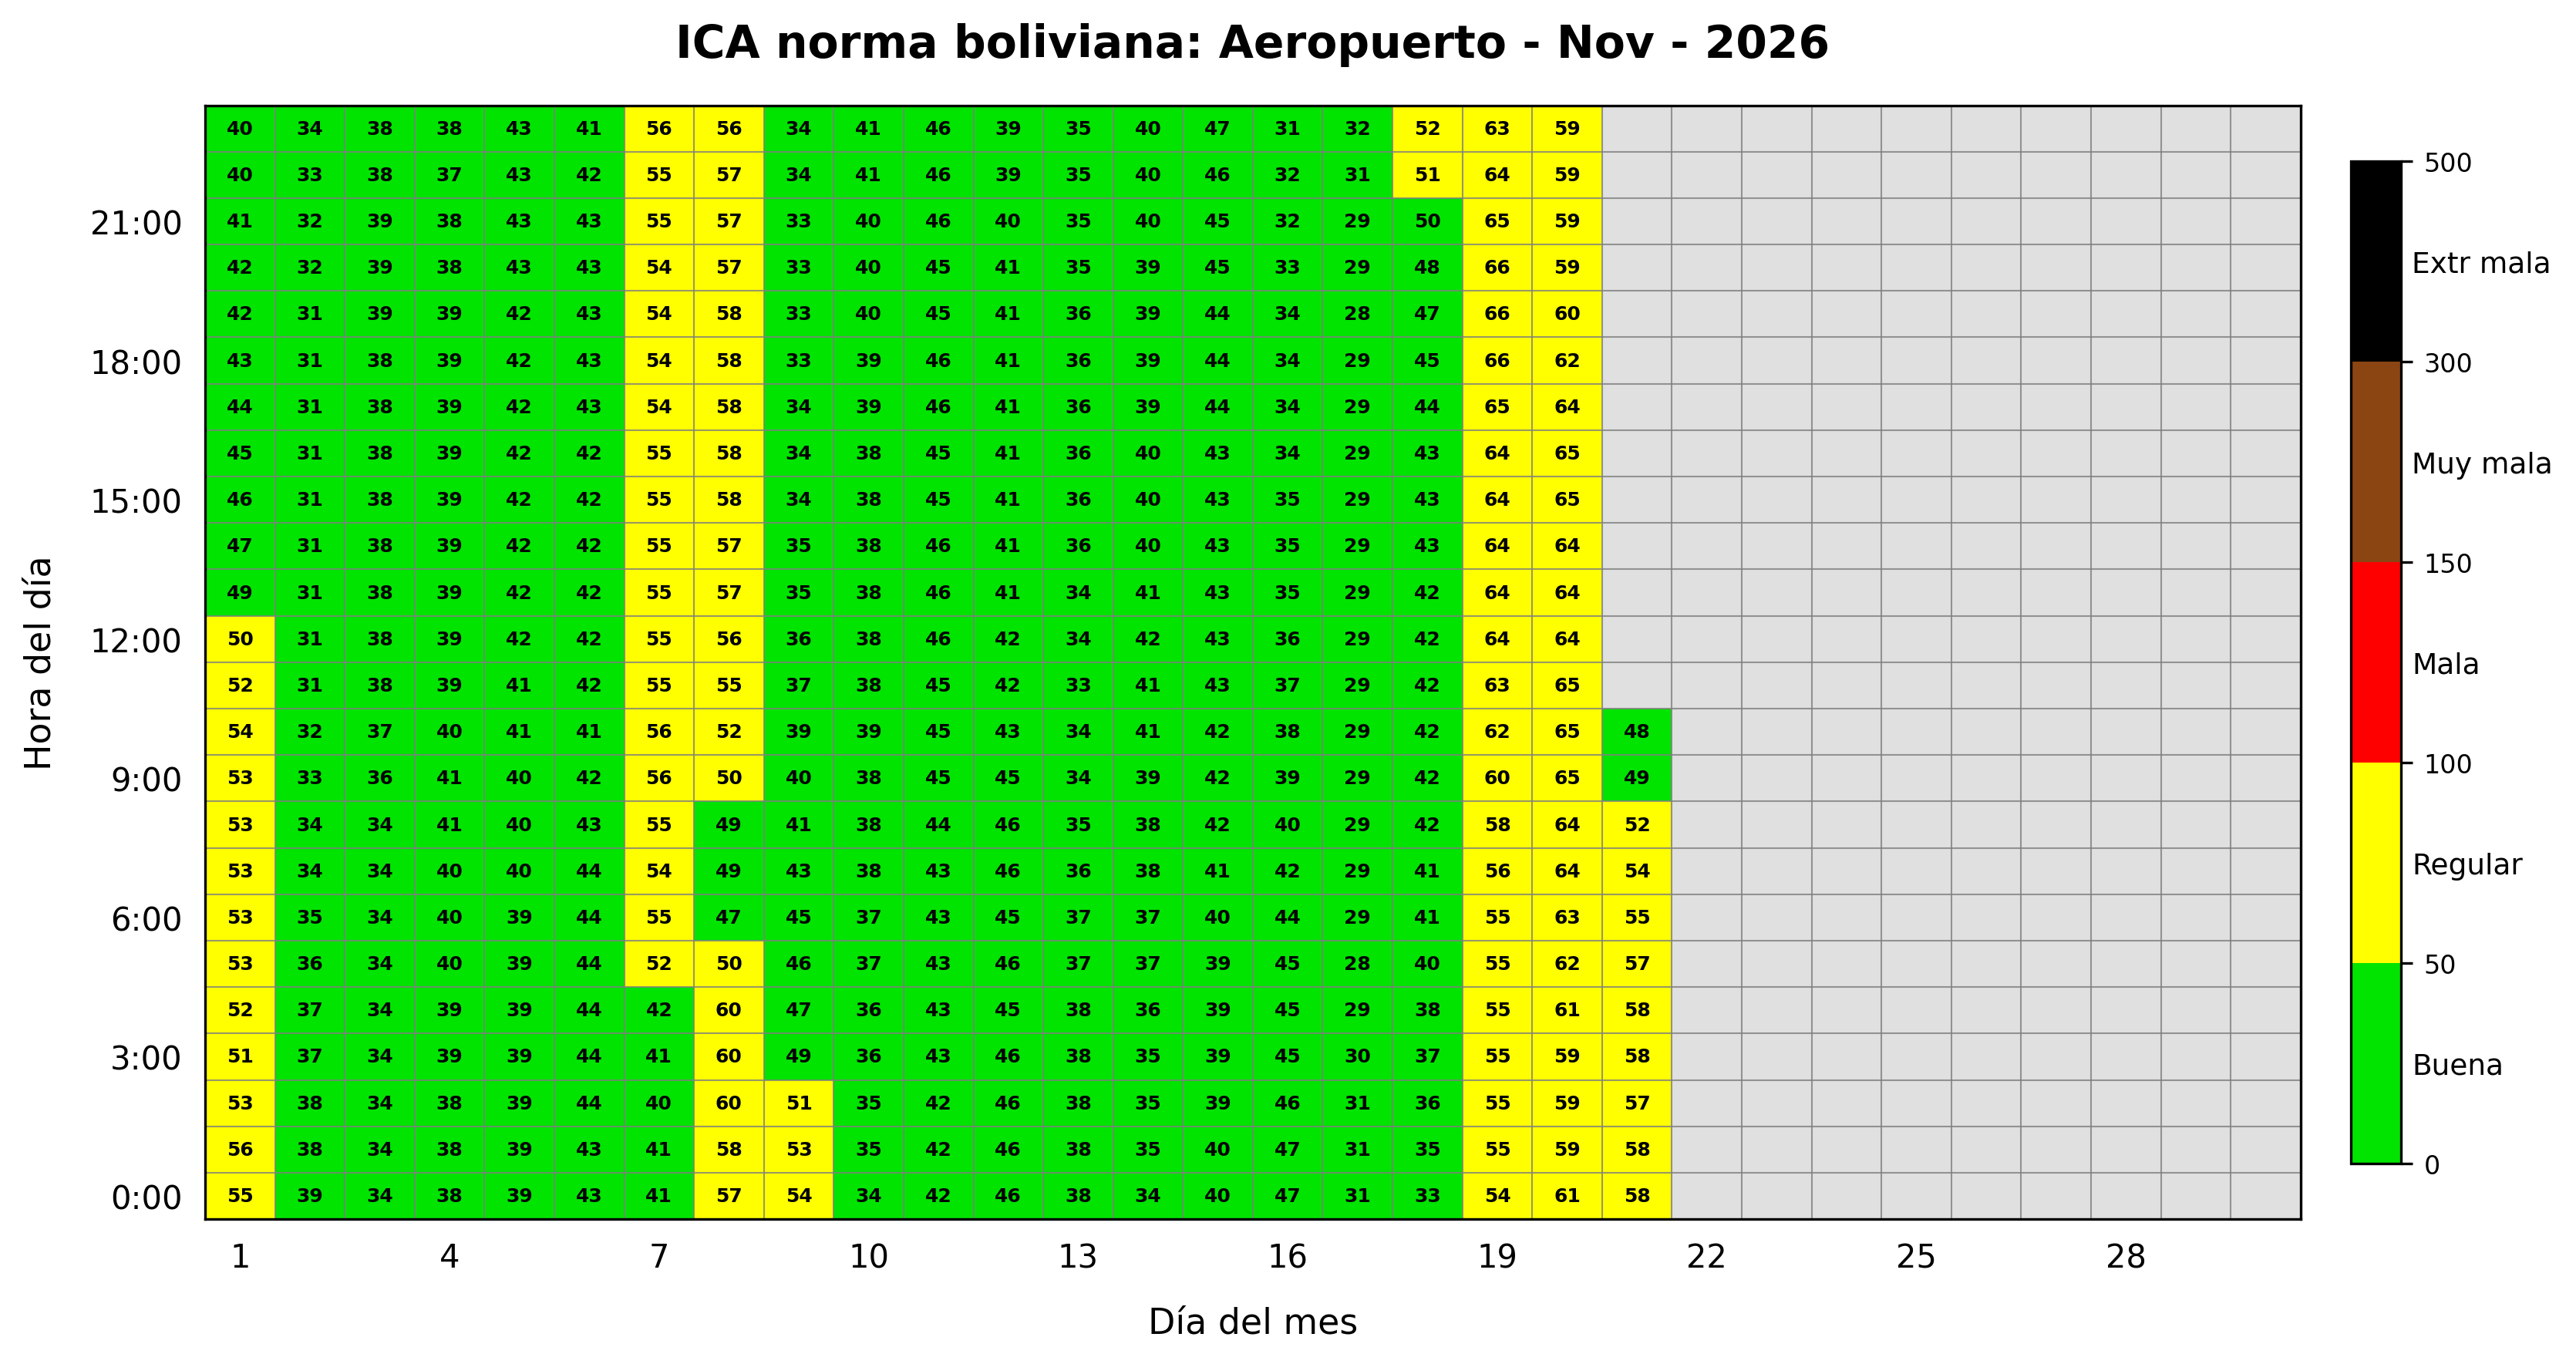 ICA norma boliviana: Aeropuerto - Nov - 2026
40 34 38 38 43 41 56 56 34 41 46 39 35 40 47 31 32 52 63 59
40 33 38 37 43 42 55 57 34 41 46 39 35 40 46 32 31 51 64 59
21:00 41 32 39 38 43 43 55 57 33 40 46 40 35 40 45 32 29 50 65 59
42 32 39 38 43 43 54 57 33 40 45 41 35 39 45 33 29 48 66 59
42 31 39 39 42 43 54 58 33 40 45 41 36 39 44 34 28 47 66 60
18:00 43 31 38 39 42 43 54 58 33 39 46 41 36 39 44 34 29 45 66 62
44 31 38 39 42 43 54 58 34 39 46 41 36 39 44 34 29 44 65 64
45 31 38 39 42 42 55 58 34 38 45 41 36 40 43 34 29 43 64 65
15:00 46 31 38 39 42 42 55 58 34 38 45 41 36 40 43 35 29 43 64 65
47 31 38 39 42 42 55 57 35 38 46 41 36 40 43 35 29 43 64 64
49 31 38 39 42 42 55 57 35 38 46 41 34 41 43 35 29 42 64 64
12:00 50 31 38 39 42 42 55 56 36 38 46 42 34 42 43 36 29 42 64 64
52 31 38 39 41 42 55 55 37 38 45 42 33 41 43 37 29 42 63 65
54 32 37 40 41 41 56 52 39 39 45 43 34 41 42 38 29 42 62 65 48
9:00 53 33 36 41 40 42 56 50 40 38 45 45 34 39 42 39 29 42 60 65 49
53 34 34 41 40 43 55 49 41 38 44 46 35 38 42 40 29 42 58 64 52
53 34 34 40 40 44 54 49 43 38 43 46 36 38 41 42 29 41 56 64 54
6:00 53 35 34 40 39 44 55 47 45 37 43 45 37 37 40 44 29 41 55 63 55
53 36 34 40 39 44 52 50 46 37 43 46 37 37 39 45 28 40 55 62 57
52 37 34 39 39 44 42 60 47 36 43 45 38 36 39 45 29 38 55 61 58
3:00 51 37 34 39 39 44 41 60 49 36 43 46 38 35 39 45 30 37 55 59 58
53 38 34 38 39 44 40 60 51 35 42 46 38 35 39 46 31 36 55 59 57
56 38 34 38 39 43 41 58 53 35 42 46 38 35 40 47 31 35 55 59 58
0:00 55 39 34 38 39 43 41 57 54 34 42 46 38 34 40 47 31 33 54 61 58
1 4 7 10 13 16 19 22 25 28
Día del mes
Hora del día
500
Extr mala
300
Muy mala
150
Mala
100
Regular
50
Buena
0